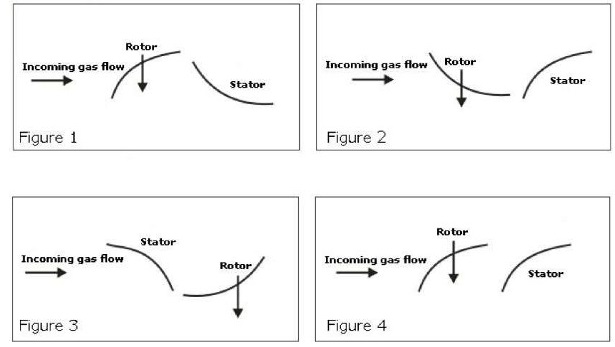 Rotor
Incoming gas flow
Stator
Figure 1
Incoming gas flow
Rotor
Stator
Figure 2
Stator
Incoming gas flow
Rotor
Figure 3
Rotor
Incoming gas flow
Stator
Figure 4